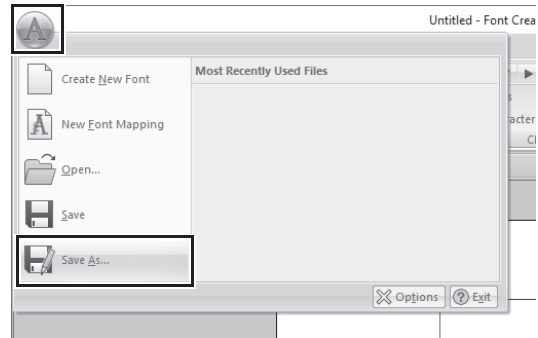 Untitled - Font Crea
Create New Font
New Font Mapping
Open...
Save
Save As...
Most Recently Used Files
Options
Exit